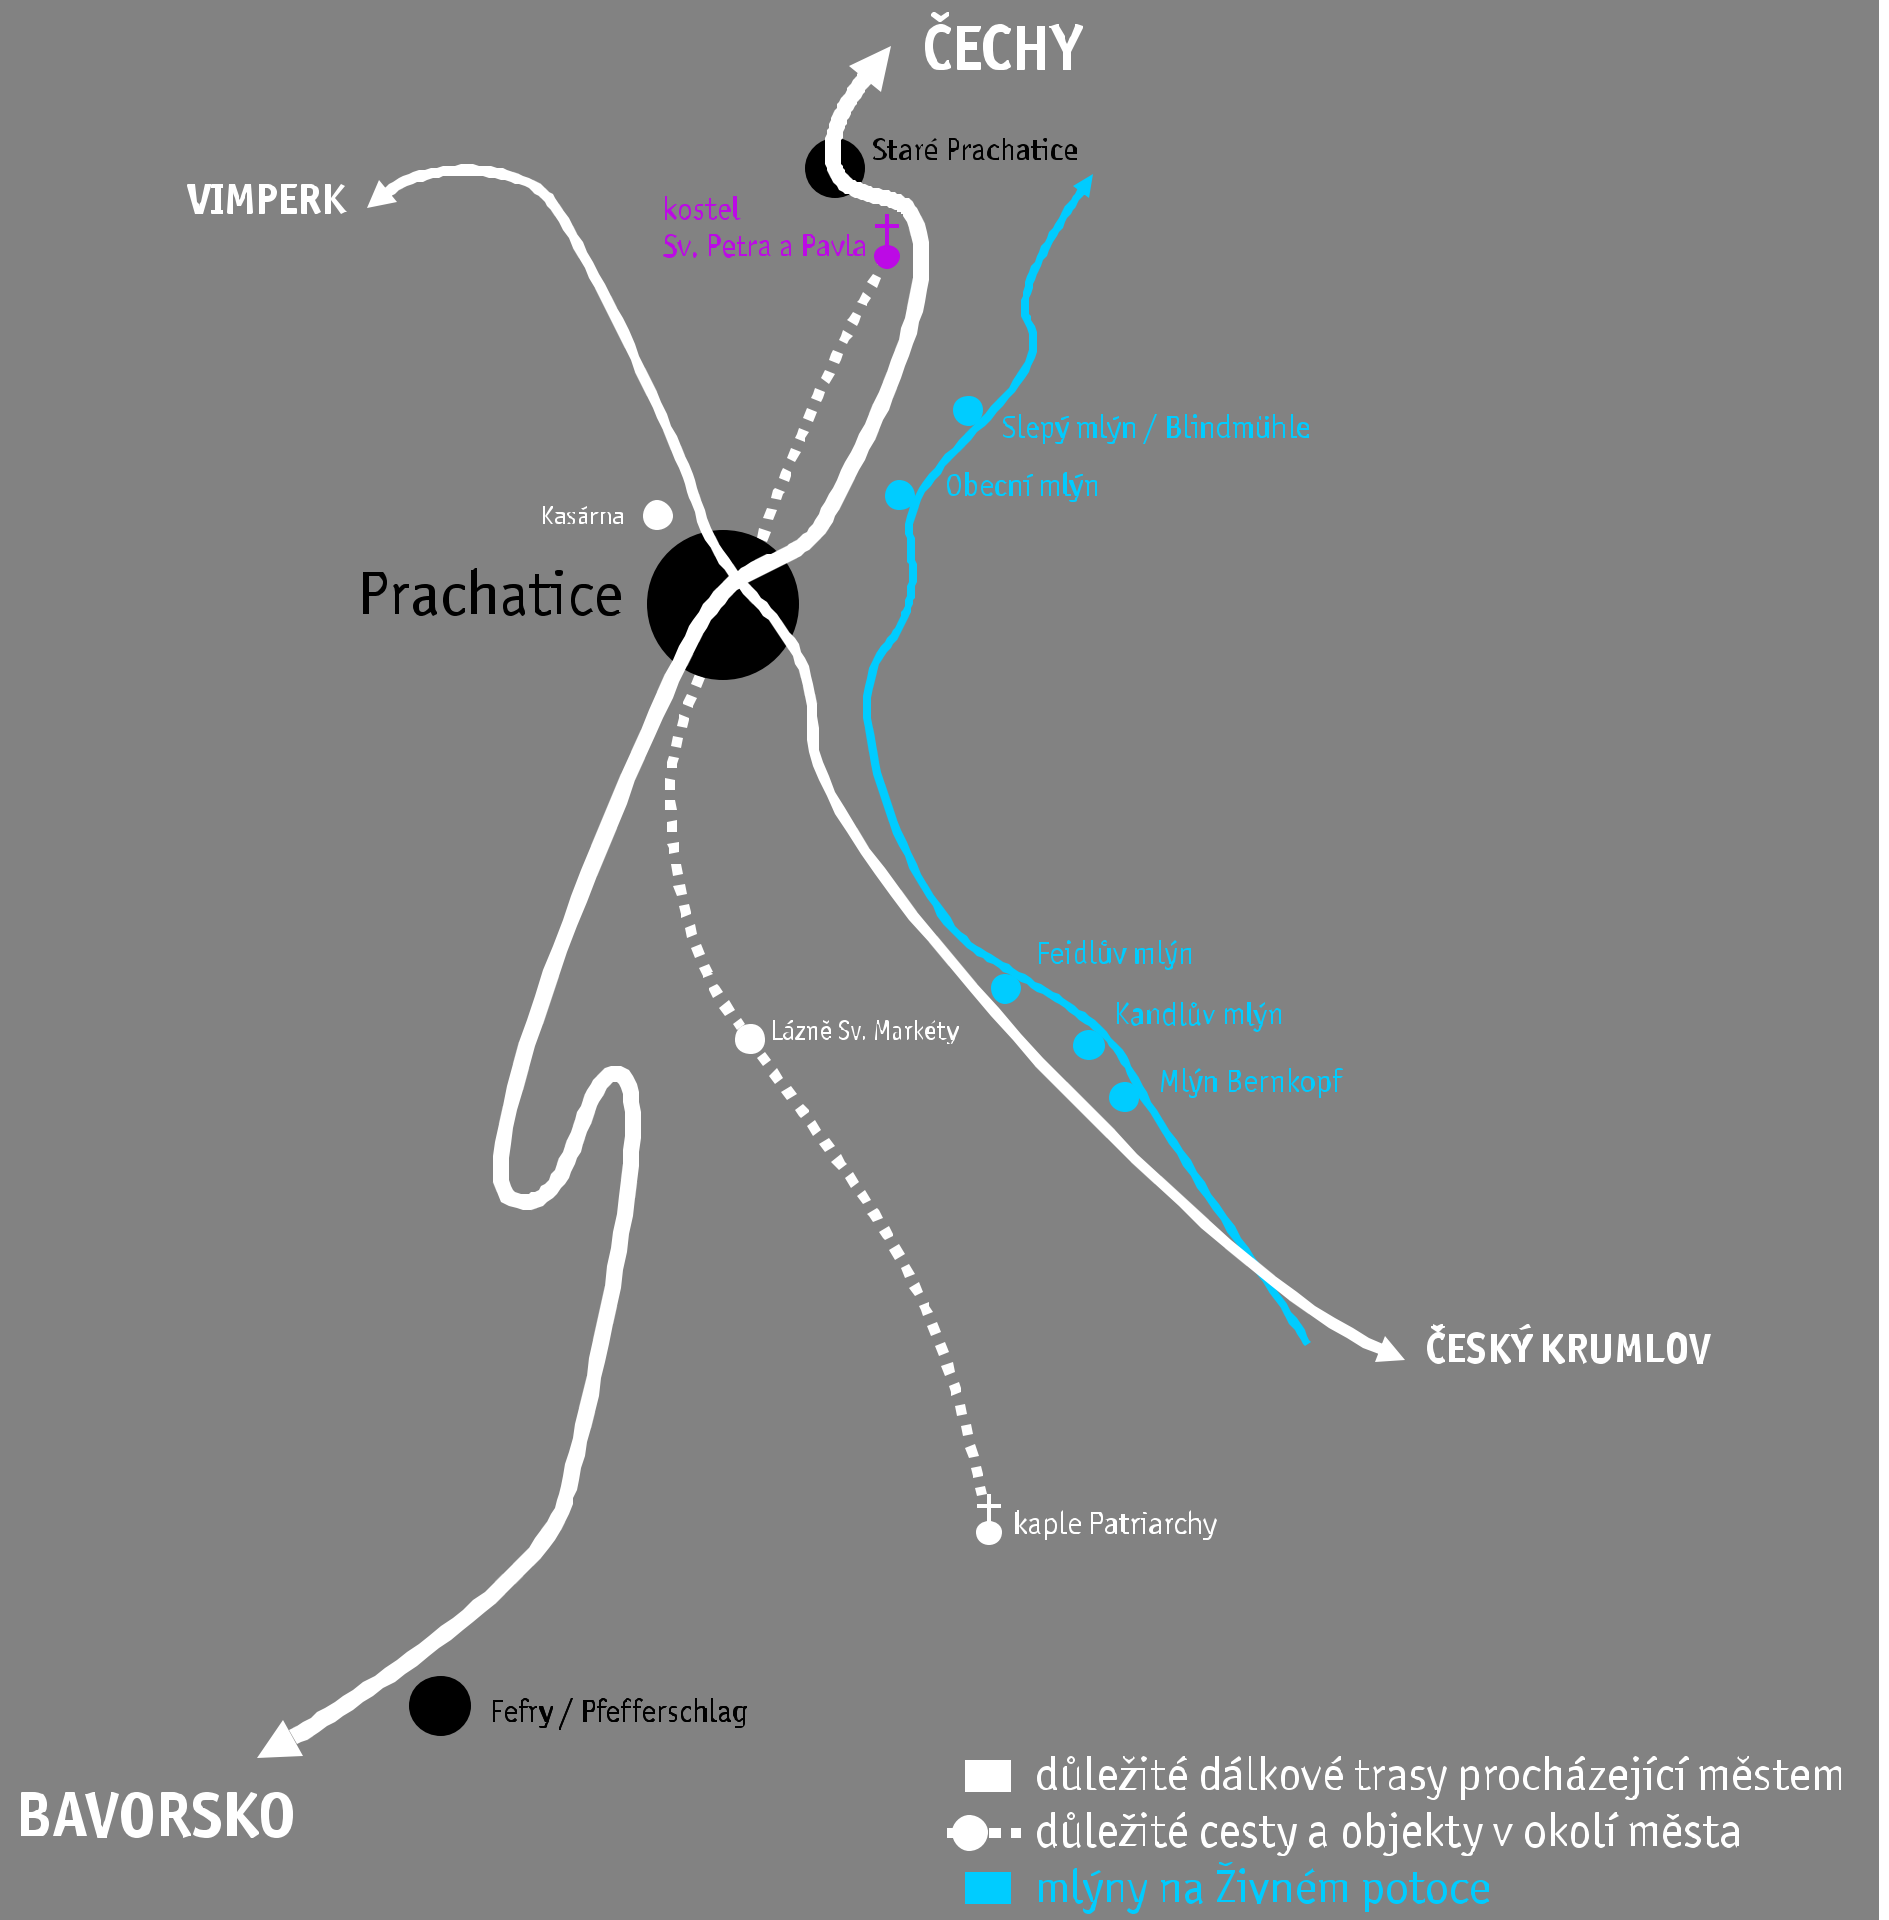 ČECHY
Staré Prachatice
VIMPERK
kostel
Sv. Petra a Pavla
Slepý mlýn / Blindmühle
Obecní mlýn
Kasárna
Prachatice
Feidlův mlýn
Kandlův mlýn
Lázně Sv. Markéty
Mlýn Bernkopf
ČESKÝ KRUMLOV
kaple Patriarchy
Fefry / Pfefferschlag
BAVORSKO
důležité dálkové trasy procházející městem
důležité cesty a objekty v okolí města
mlýny na Živném potoce